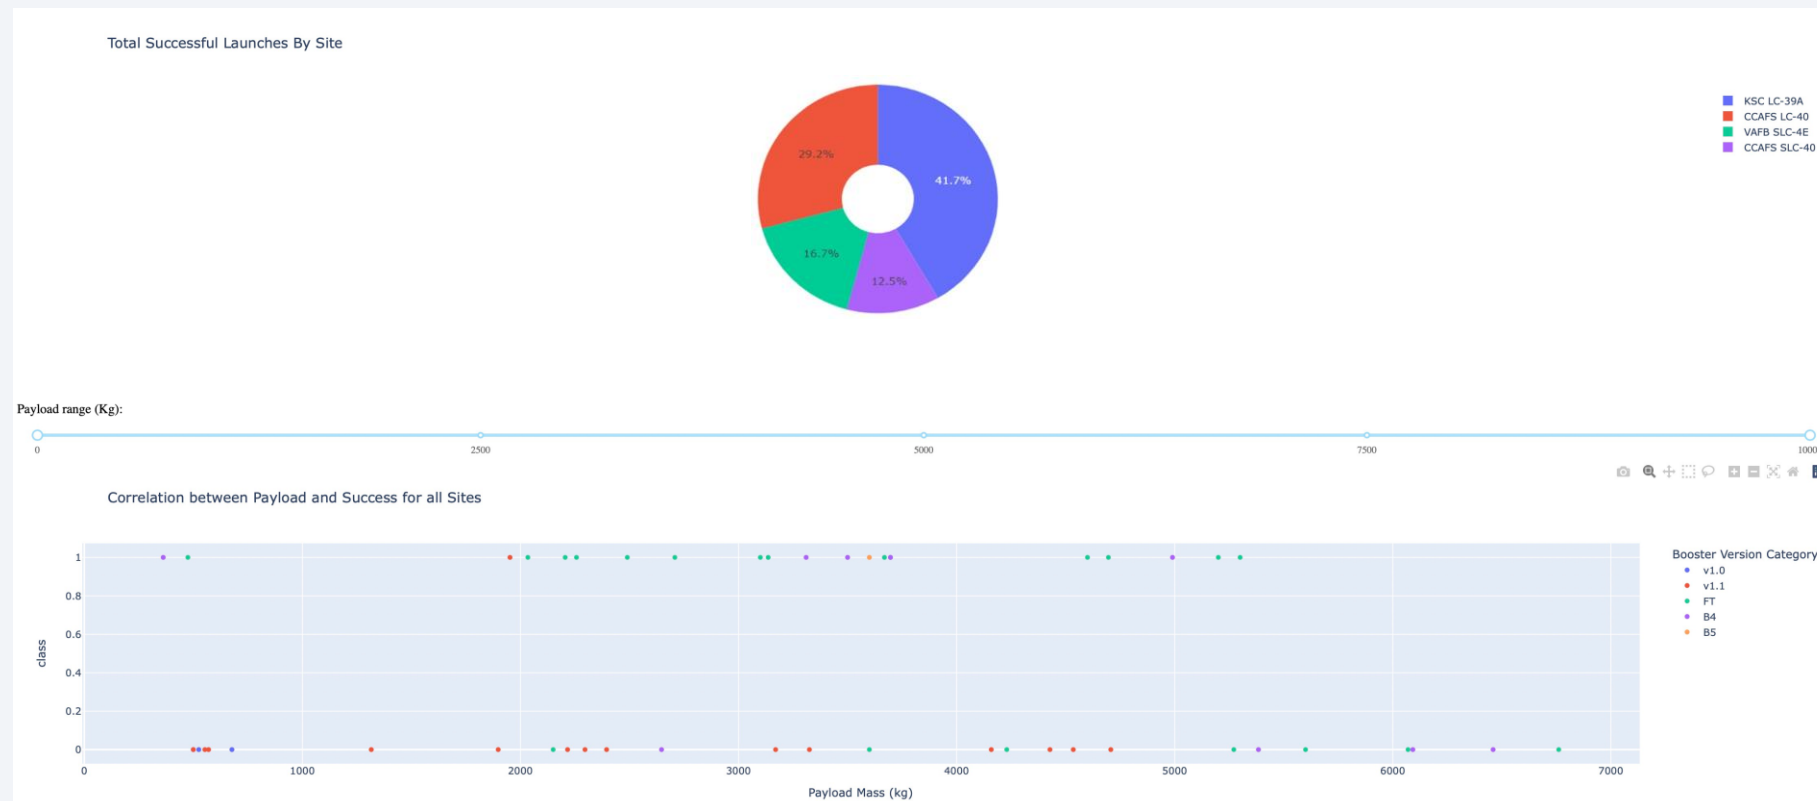 Total Successful Launches By Site
KSC LC-39A
CCAFS LC-40
VAFB SLC-4E
CCAFS SLC-40
29.2%
41.7%
16.7%
12.5%
Payload range (Kg):
0 2500 5000 7500 1000
Correlation between Payload and Success for all Sites
Booster Version Category
v1.0
v1.1
FT
B4
B5
1
0.8
0.6
0.4
0.2
0
class
0 1000 2000 3000 4000 5000 6000 7000
Payload Mass (kg)